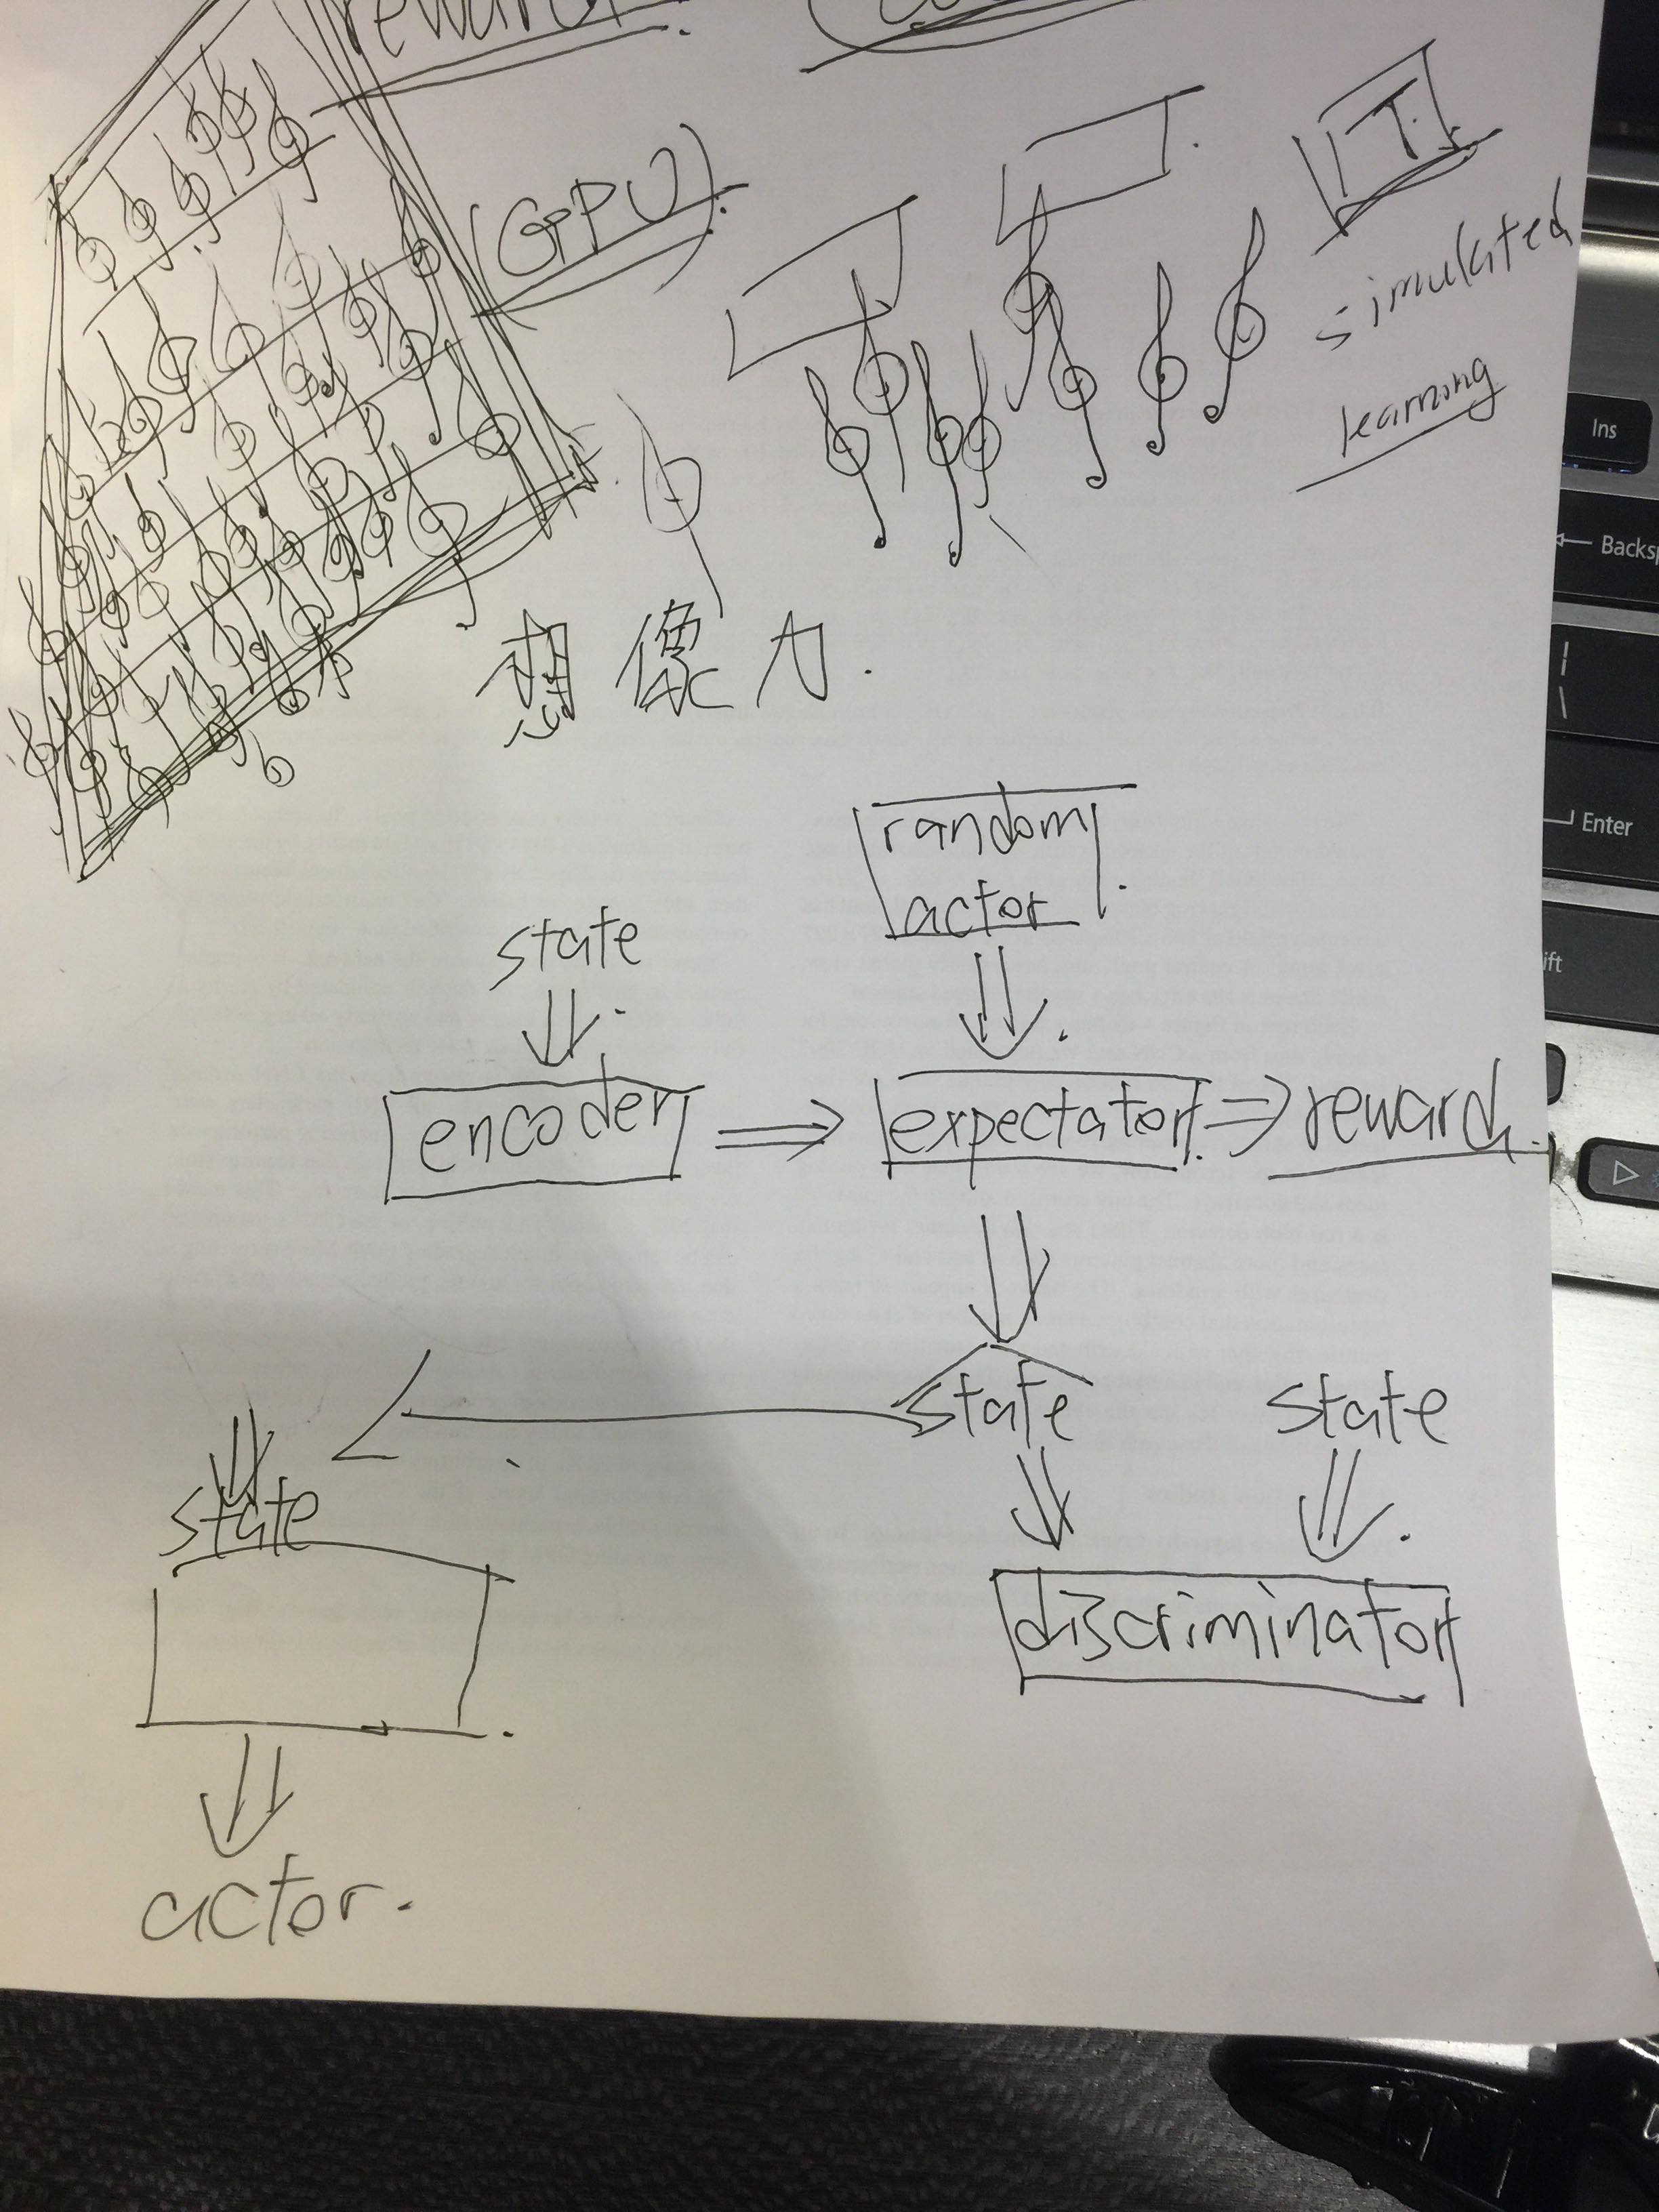 reward
(GPU).
T.
simulated
learning
想像力.
random
actor
state
encoder
expectator
reward.
state
state
state
discriminator
actor.
Ins
Backsp
Enter
ift